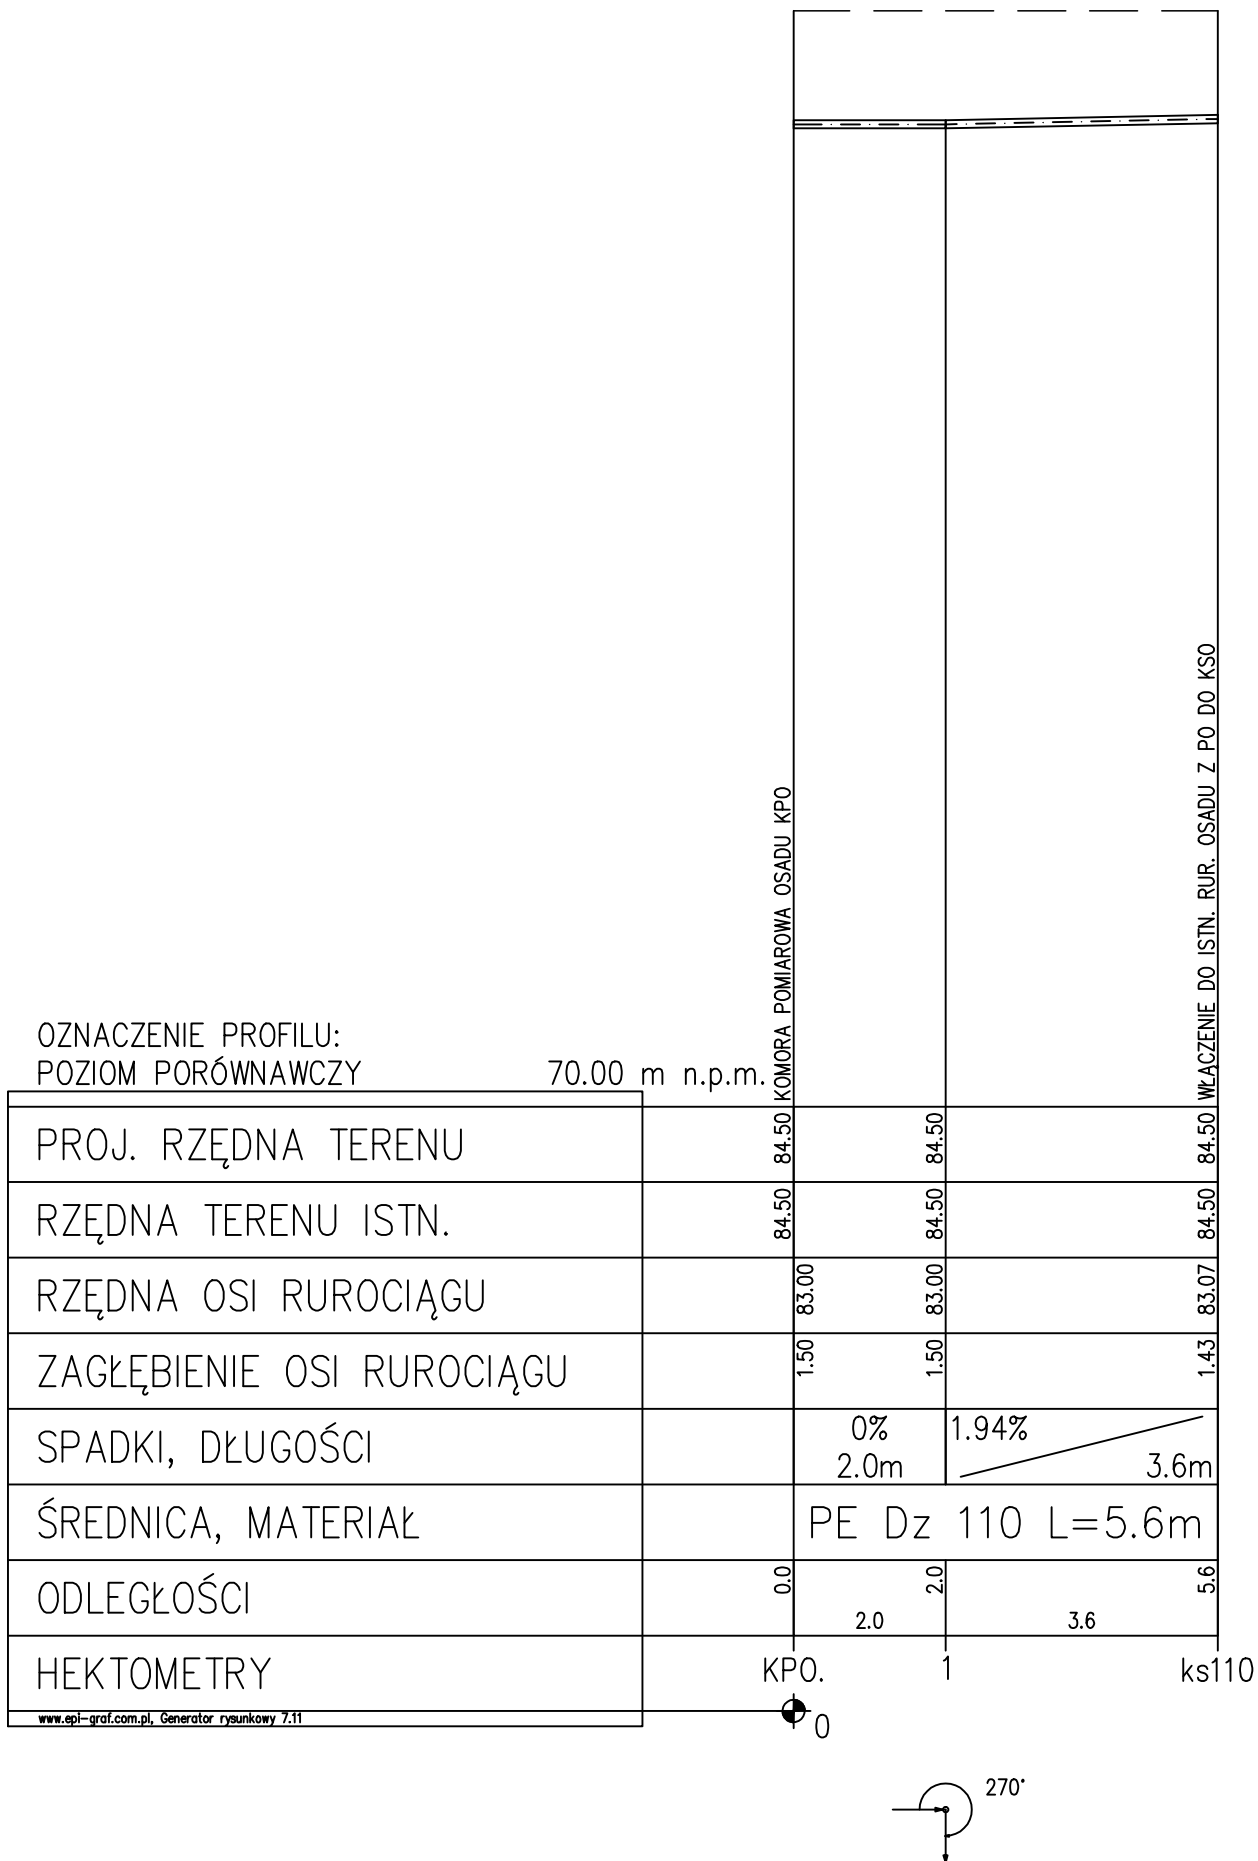 KOMORA POMIAROWA OSADU KPO
WŁĄCZENIE DO ISTN. RUR. OSADU Z PO DO KSO
OZNACZENIE PROFILU:
POZIOM PORÓWNAWCZY 70.00 m n.p.m.
PROJ. RZĘDNA TERENU 84.50 84.50 84.50
RZĘDNA TERENU ISTN. 84.50 84.50 84.50
RZĘDNA OSI RUROCIĄGU 83.00 83.00 83.07
ZAGŁĘBIENIE OSI RUROCIĄGU 1.50 1.50 1.43
SPADKI, DŁUGOŚCI 0% 1.94%
2.0m 3.6m
ŚREDNICA, MATERIAŁ PE Dz 110 L=5.6m
ODLEGŁOŚCI 0.0 2.0 5.6
2.0 3.6
HEKTOMETRY KPO. 1 ks110
www.epi-graf.com.pl, Generator rysunkowy 7.11
0
270°